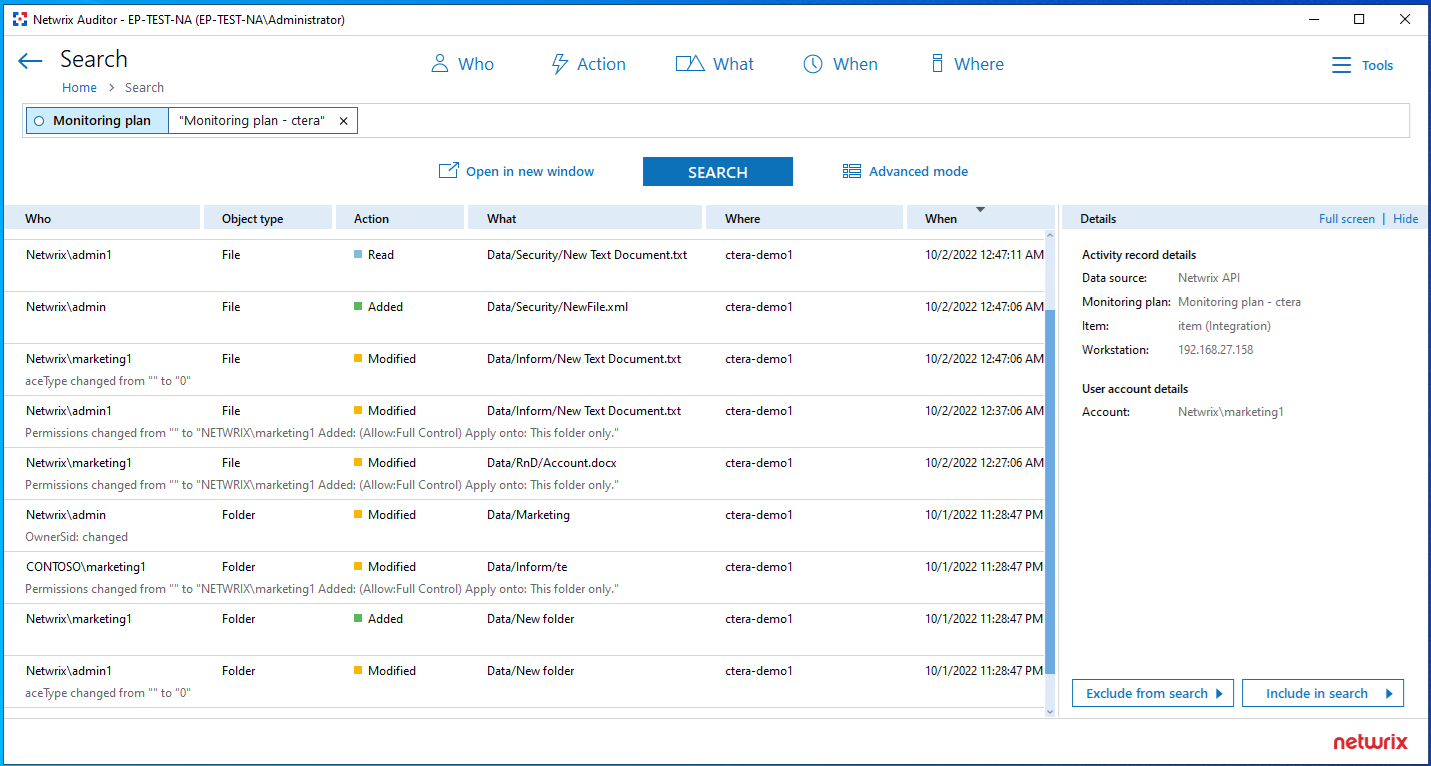 Netwrix Auditor - EP-TEST-NA (EP-TEST-NA\Administrator)
Search
Who Action What When Where
Tools
Home > Search
Monitoring plan "Monitoring plan - ctera" ×
Open in new window SEARCH Advanced mode
Who Object type Action What Where When
Netwrix\admin1 File Read Data/Security/New Text Document.txt ctera-demo1 10/2/2022 12:47:11 AM
Netwrix\admin File Added Data/Security/NewFile.xml ctera-demo1 10/2/2022 12:47:06 AM
Netwrix\marketing1 File Modified Data/Inform/New Text Document.txt ctera-demo1 10/2/2022 12:47:06 AM
aceType changed from "" to "0"
Netwrix\admin1 File Modified Data/Inform/New Text Document.txt ctera-demo1 10/2/2022 12:37:06 AM
Permissions changed from "" to "NETWRIX\marketing1 Added: (Allow:Full Control) Apply onto: This folder only."
Netwrix\marketing1 File Modified Data/RnD/Account.docx ctera-demo1 10/2/2022 12:27:06 AM
Permissions changed from "" to "NETWRIX\marketing1 Added: (Allow:Full Control) Apply onto: This folder only."
Netwrix\admin Folder Modified Data/Marketing ctera-demo1 10/1/2022 11:28:47 PM
OwnerSid: changed
CONTOSO\marketing1 Folder Modified Data/Inform/te ctera-demo1 10/1/2022 11:28:47 PM
Permissions changed from "" to "NETWRIX\marketing1 Added: (Allow:Full Control) Apply onto: This folder only."
Netwrix\marketing1 Folder Added Data/New folder ctera-demo1 10/1/2022 11:28:47 PM
Netwrix\admin1 Folder Modified Data/New folder ctera-demo1 10/1/2022 11:28:47 PM
aceType changed from "" to "0"
Details Full screen | Hide
Activity record details
Data source: Netwrix API
Monitoring plan: Monitoring plan - ctera
Item: item (Integration)
Workstation: 192.168.27.158
User account details
Account: Netwrix\marketing1
Exclude from search Include in search
netwrix